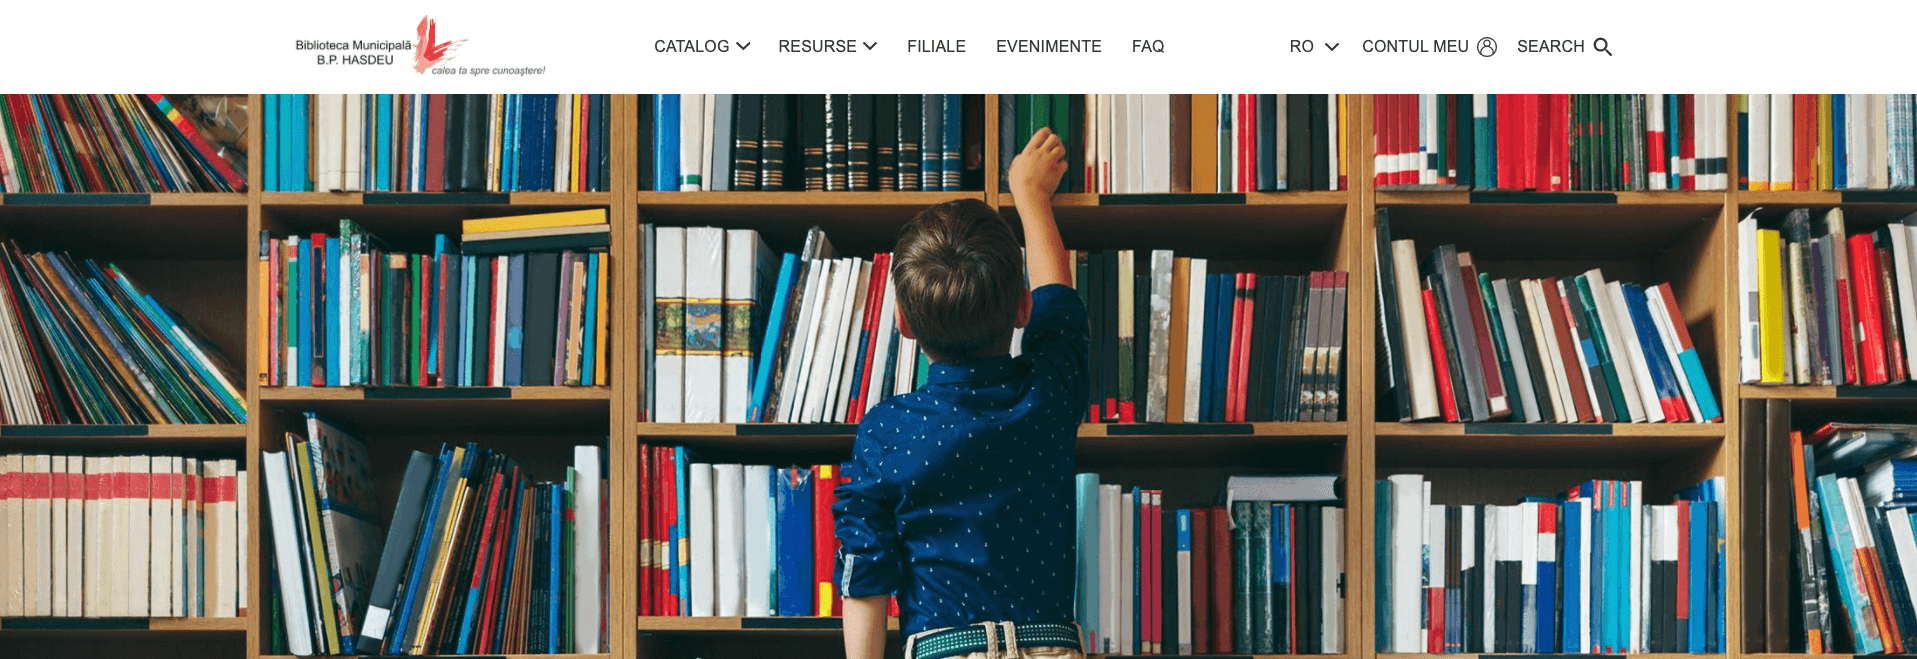 Biblioteca Municipală
B.P. HASDEU
calea ta spre cunoaștere!
CATALOG RESURSE FILIALE EVENIMENTE FAQ RO CONTUL MEU SEARCH